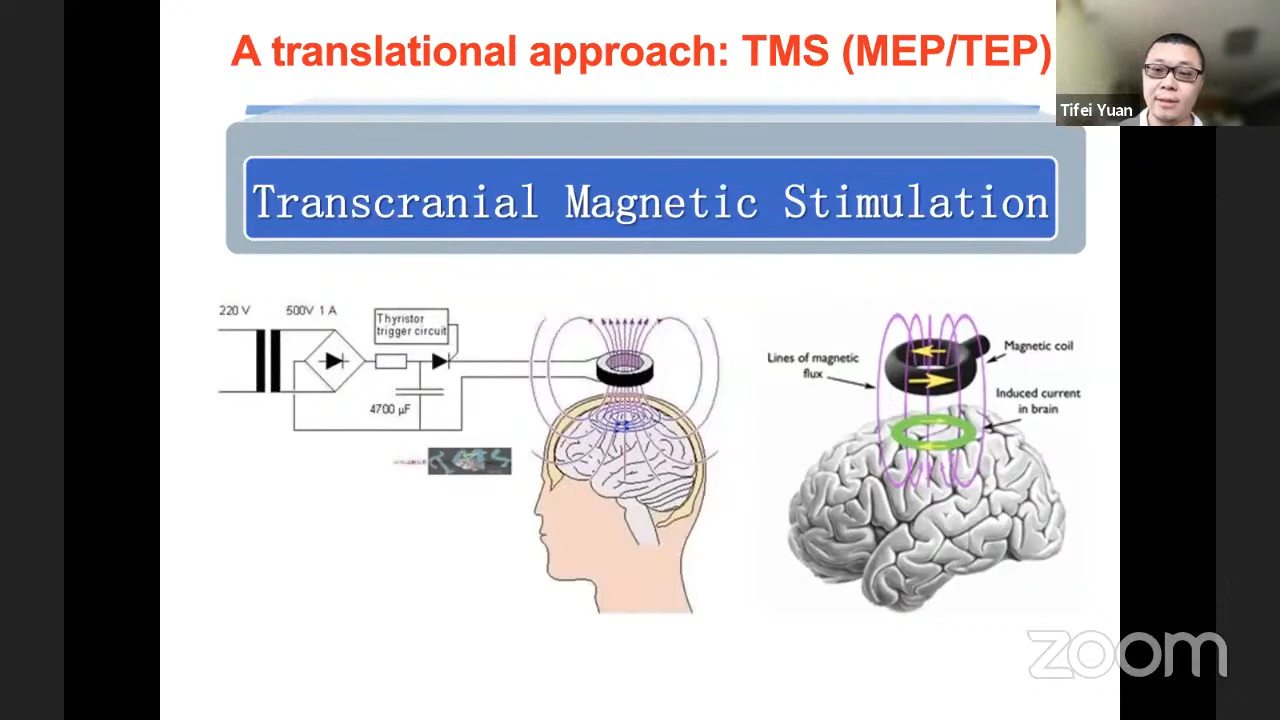 A translational approach: TMS (MEP/TEP)
Tifei Yuan
Transcranial Magnetic Stimulation
220 V
500V 1 A
Thyristor
trigger circuit
4700 µF
Lines of magnetic
flux
Magnetic coil
Induced current
in brain
zoom